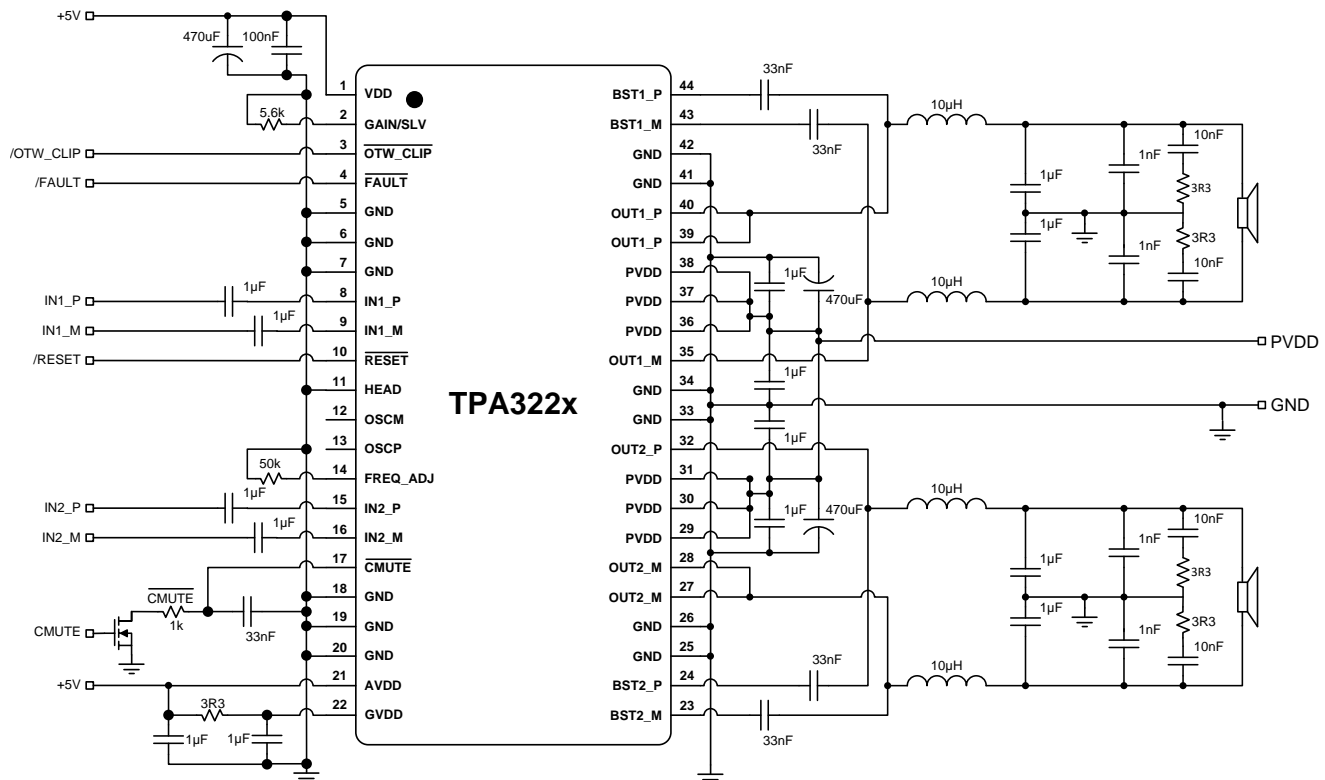 +5V
470uF
100nF
5.6k
/OTW_CLIP
/FAULT
IN1_P
1µF
IN1_M
1µF
/RESET
50k
IN2_P
1µF
IN2_M
1µF
CMUTE
1k
33nF
CMUTE
+5V
3R3
1µF
1µF
TPA322x
1
VDD
2
GAIN/SLV
3
OTW_CLIP
4
FAULT
5
GND
6
GND
7
GND
8
IN1_P
9
IN1_M
10
RESET
11
HEAD
12
OSCM
13
OSCP
14
FREQ_ADJ
15
IN2_P
16
IN2_M
17
CMUTE
18
GND
19
GND
20
GND
21
AVDD
22
GVDD
BST1_P
44
BST1_M
43
GND
42
GND
41
OUT1_P
40
OUT1_P
39
PVDD
38
PVDD
37
PVDD
36
OUT1_M
35
GND
34
GND
33
OUT2_P
32
PVDD
31
PVDD
30
PVDD
29
OUT2_M
28
OUT2_M
27
GND
26
GND
25
BST2_P
24
BST2_M
23
33nF
33nF
1µF
470uF
1µF
1µF
1µF
470uF
33nF
33nF
10µH
10µH
1µF
1µF
1nF
1nF
10nF
3R3
3R3
10nF
PVDD
GND
10µH
10µH
1µF
1µF
1nF
1nF
10nF
3R3
3R3
10nF